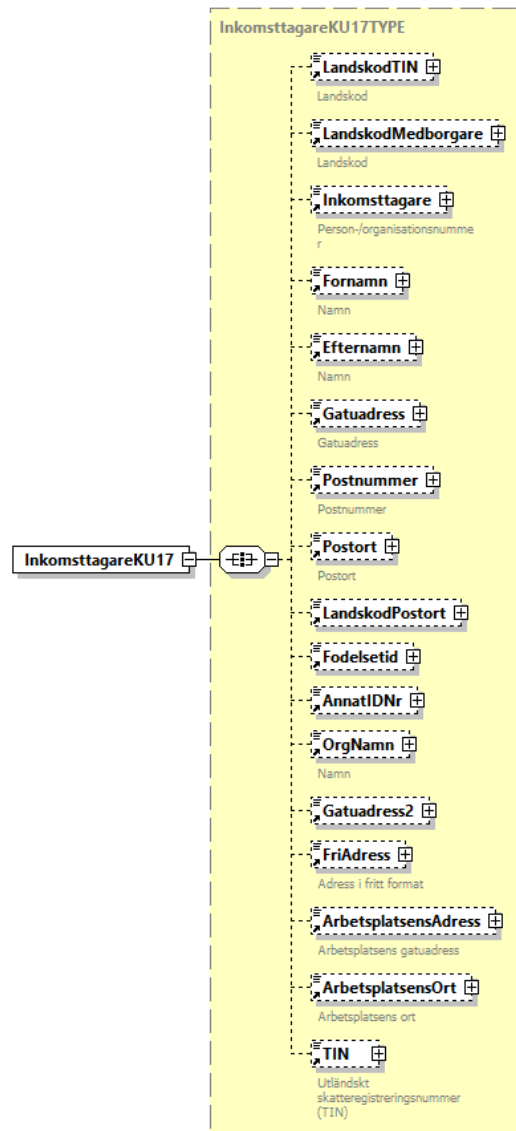 InkomsttagareKU17TYPE
LandskodTIN
Landskod
LandskodMedborgare
Landskod
Inkomsttagare
Person-/organisationsnumme
r
Fornamn
Namn
Efternamn
Namn
Gatuadress
Gatuadress
Postnummer
Postnummer
InkomsttagareKU17
Postort
Postort
LandskodPostort
Fodelsetid
AnnatIDNr
OrgNamn
Namn
Gatuadress2
FriAdress
Adress i fritt format
ArbetsplatsensAdress
Arbetsplatsens gatuadress
ArbetsplatsensOrt
Arbetsplatsens ort
TIN
Utländskt
skatteregistreringsnummer
(TIN)